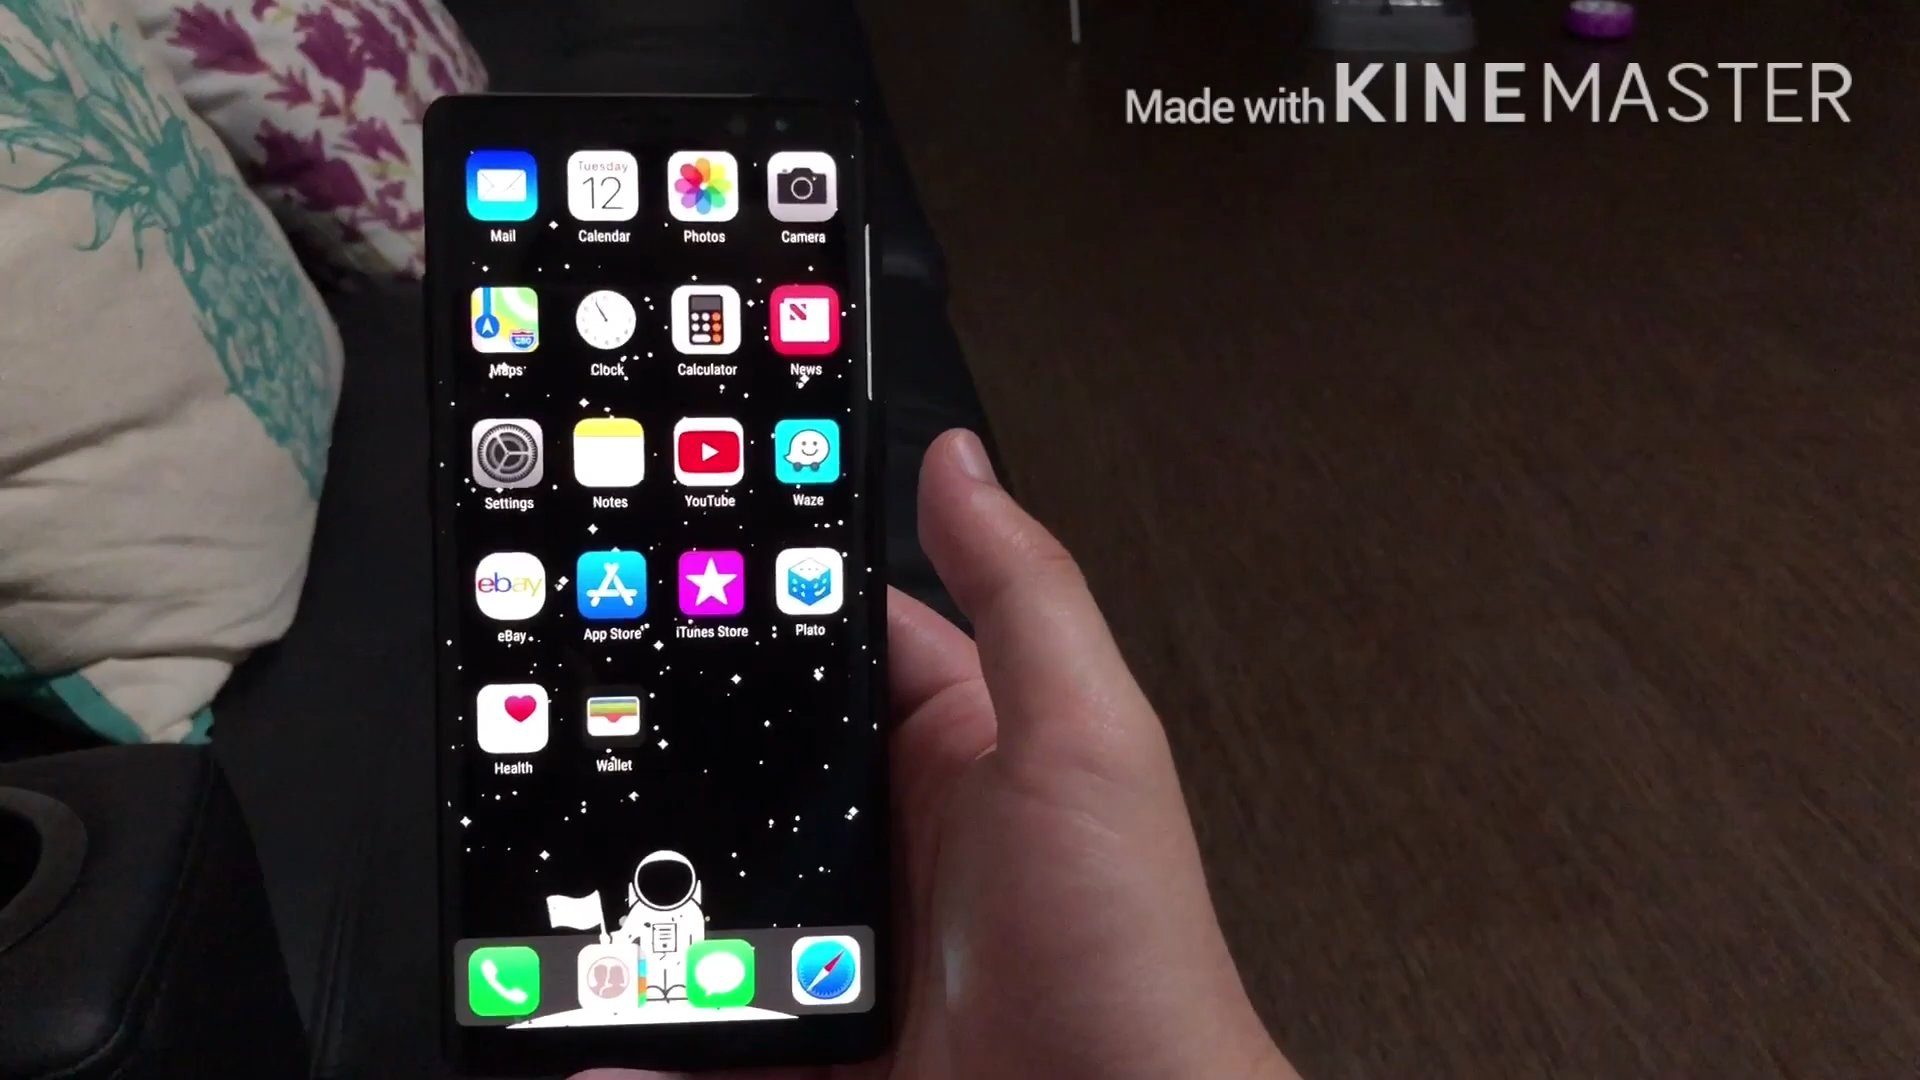 Made with KINEMASTER
Tuesday
12
Mail Calendar Photos Camera
280
Maps Clock Calculator News
Settings Notes YouTube Waze
ebay
eBay App Store iTunes Store Plato
Health Wallet